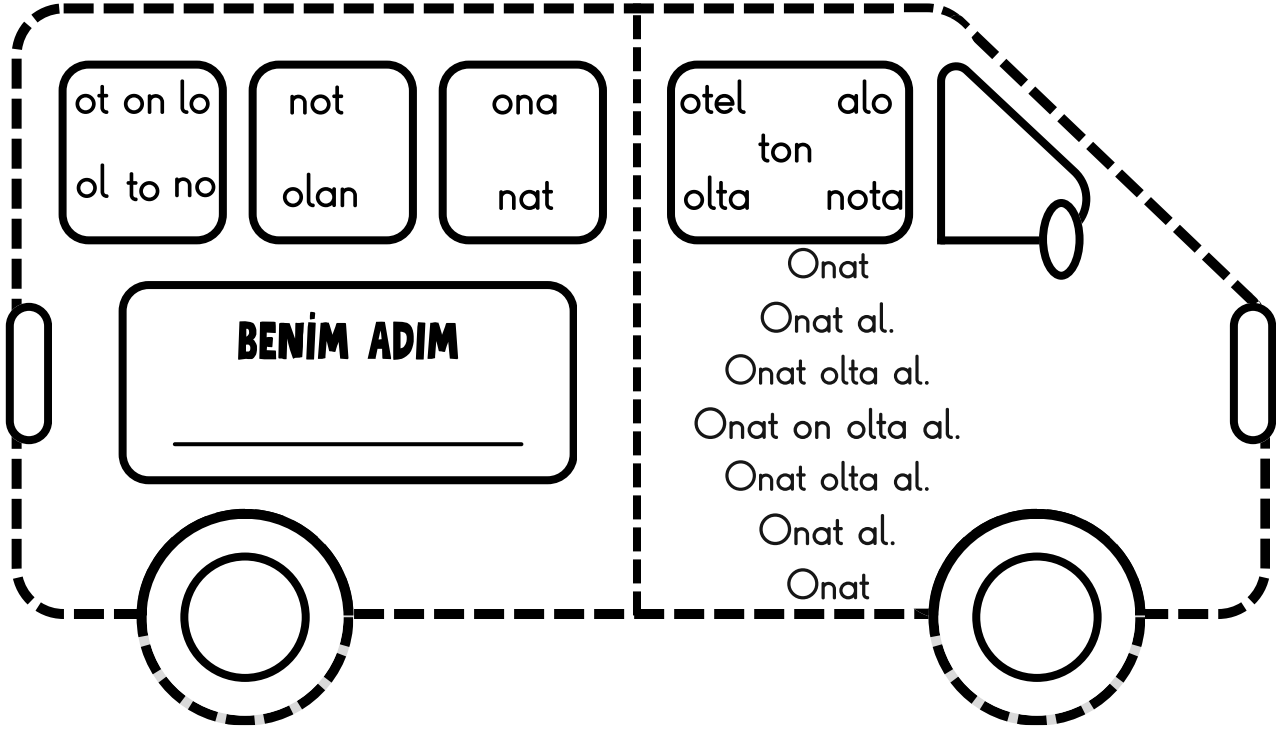 ot on lo
ol to no
not
olan
ona
nat
otel alo
ton
olta nota
BENİM ADIM
Onat
Onat al.
Onat olta al.
Onat on olta al.
Onat olta al.
Onat al.
Onat